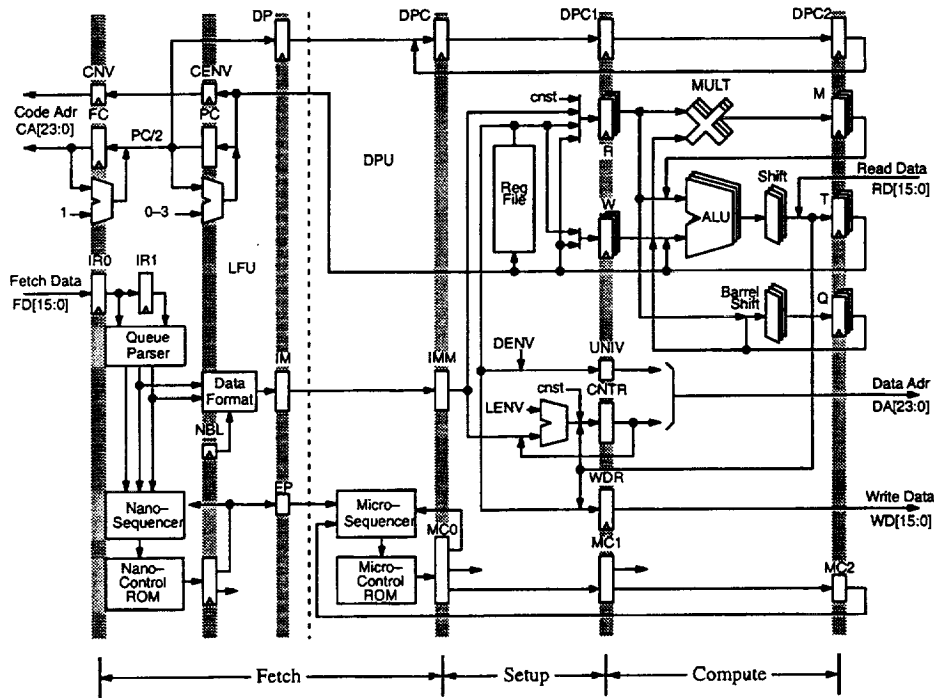 DP
DPC
DPC1
DPC2
CNV
CENV
cnst
MULT
M
Code Adr
CA[23:0]
FC
PC/2
PC
DPU
R
Reg
File
W
ALU
Shift
Read Data
RD[15:0]
T
1
0–3
LFU
IR0
IR1
Fetch Data
FD[15:0]
Queue
Parser
Barrel
Shift
Q
IM
IMM
DENV
UNIV
Data
Format
cnst
CNTR
LENV
Data Adr
DA[23:0]
NBL
WDR
Nano-
Sequencer
Micro-
Sequencer
MC0
Write Data
WD[15:0]
Nano-
Control
ROM
Micro-
Control
ROM
MC1
MC2
Fetch
Setup
Compute